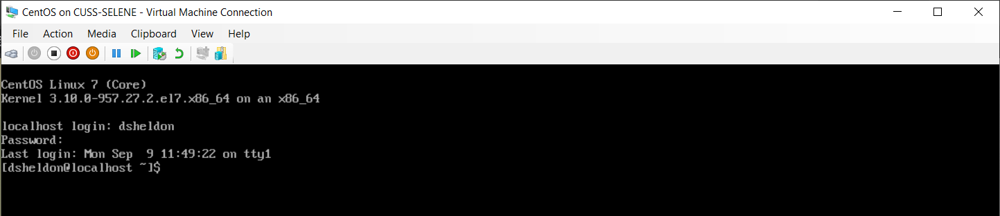 CentOS on CUSS-SELENE - Virtual Machine Connection
File Action Media Clipboard View Help
CentOS Linux 7 (Core)
Kernel 3.10.0-957.27.2.el7.x86_64 on an x86_64
localhost login: dsheldon
Password:
Last login: Mon Sep  9 11:49:22 on tty1
[dsheldon@localhost ~]$